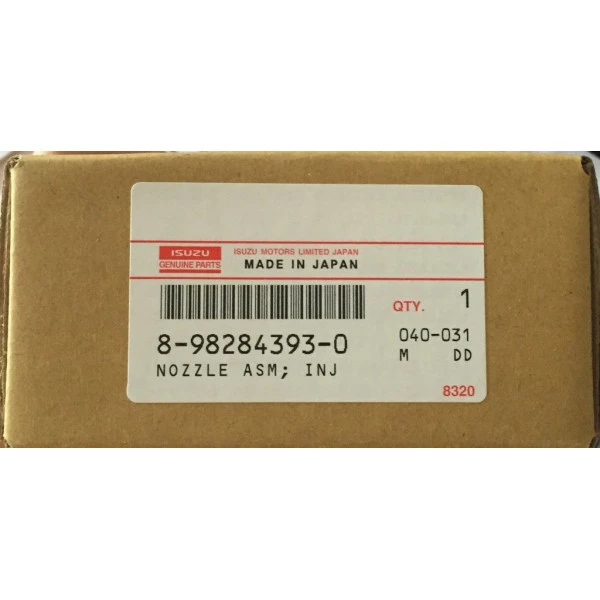 ISUZU
GENUINE PARTS
ISUZU MOTORS LIMITED JAPAN
MADE IN JAPAN
QTY. 1
8-98284393-0
040-031
NOZZLE ASM; INJ
M DD
8320